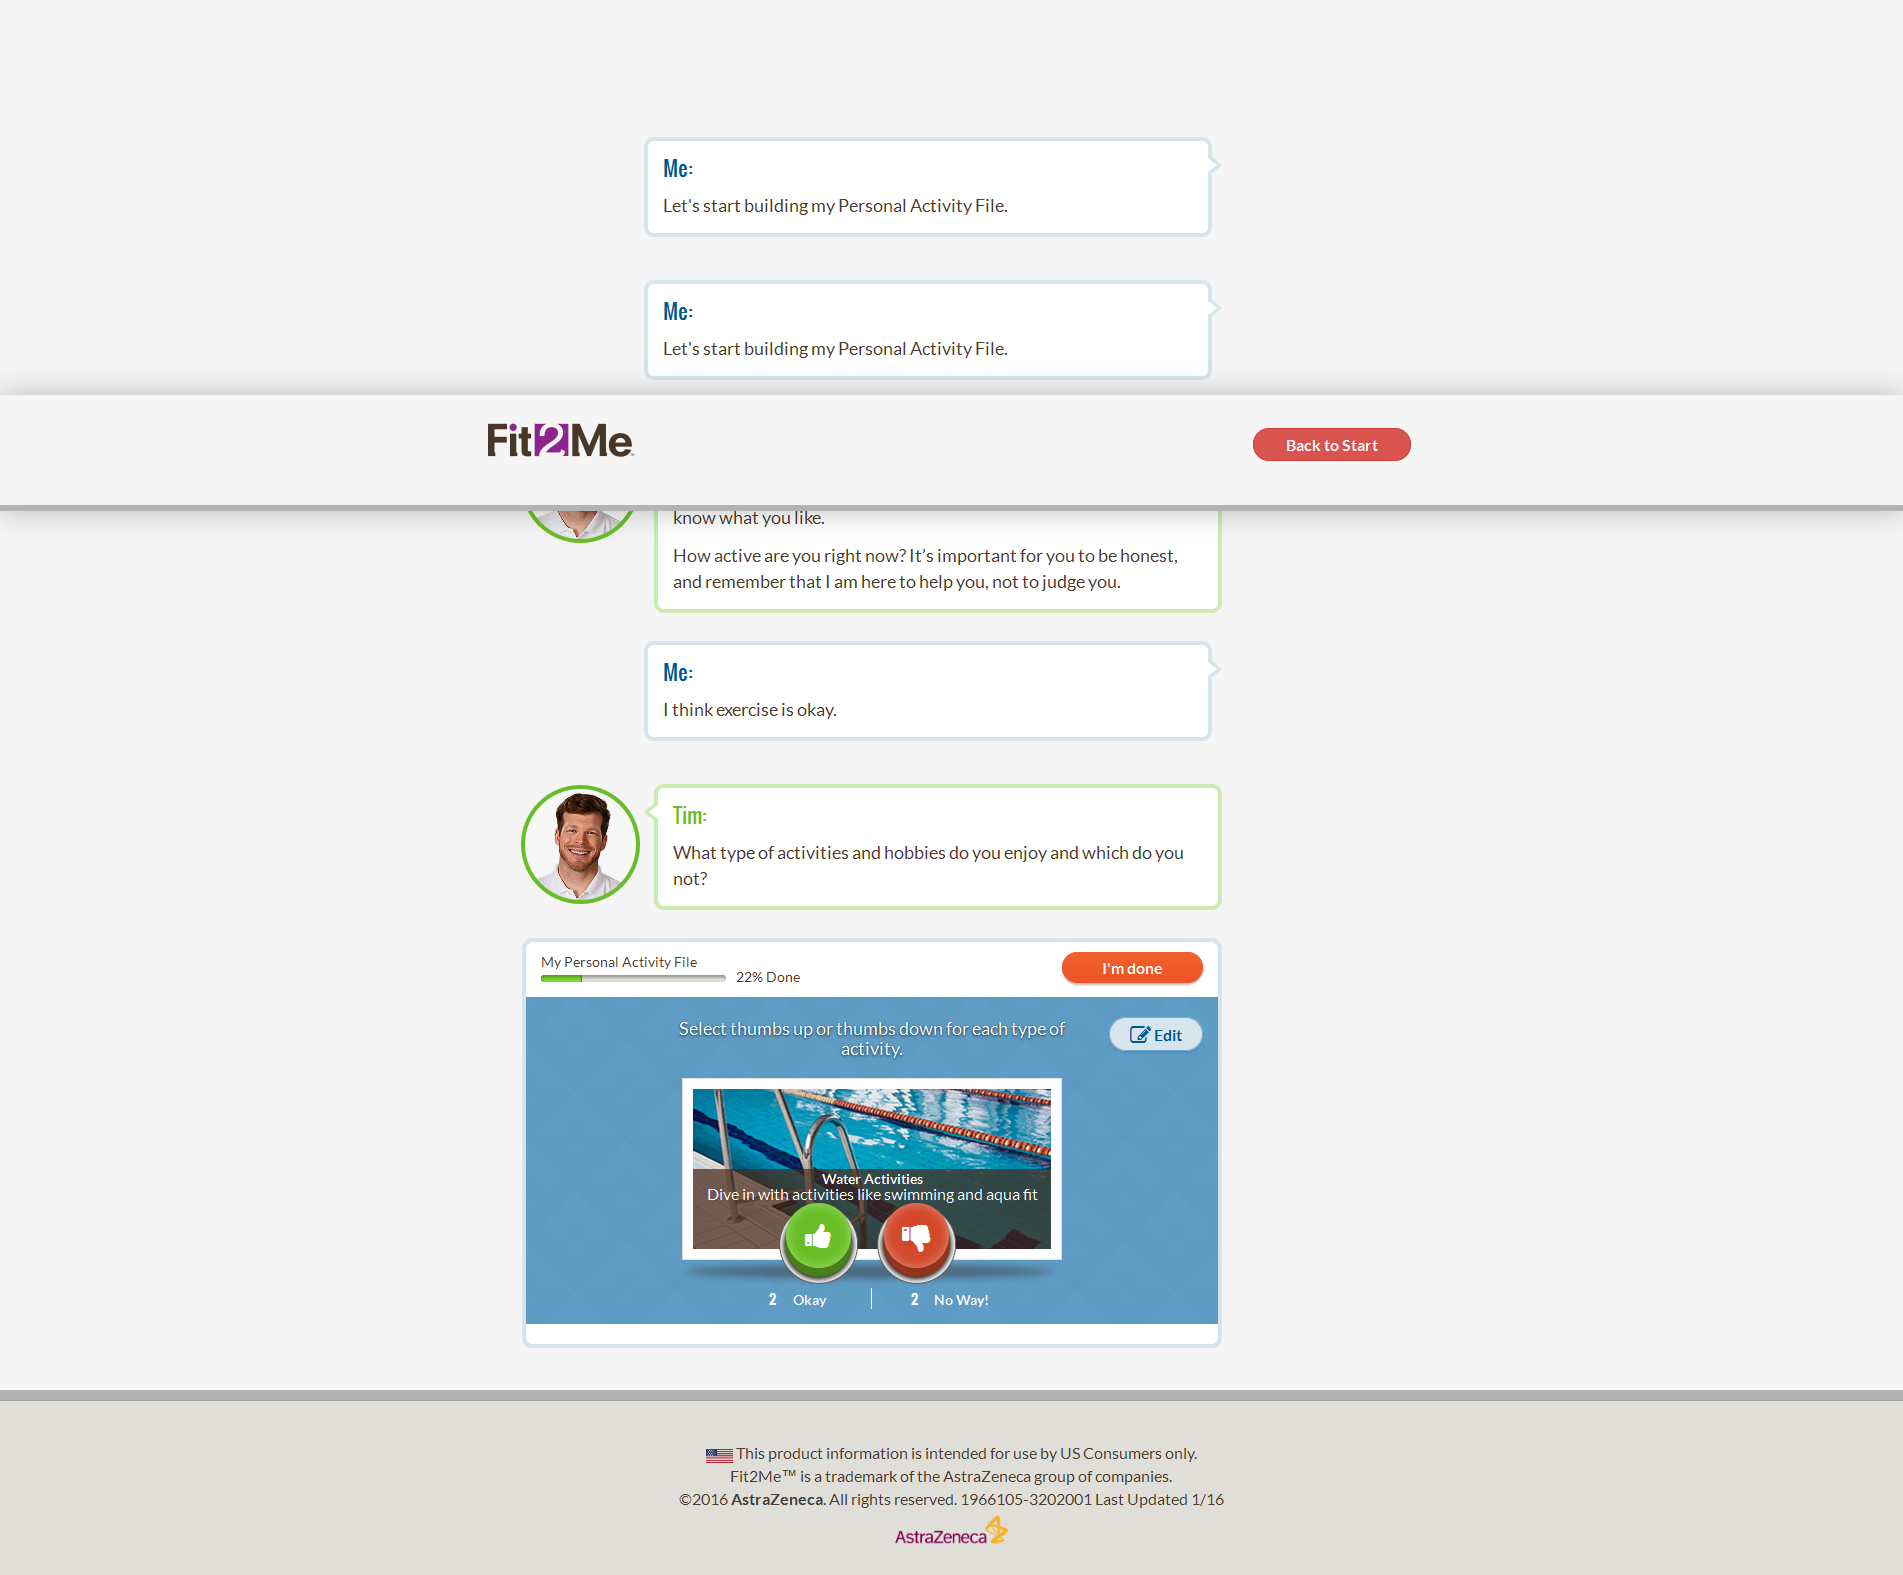 Me:
Let's start building my Personal Activity File.
Me:
Let's start building my Personal Activity File.
Fit2Me
Back to Start
know what you like.
How active are you right now? It’s important for you to be honest,
and remember that I am here to help you, not to judge you.
Me:
I think exercise is okay.
Tim:
What type of activities and hobbies do you enjoy and which do you
not?
My Personal Activity File
22% Done
I'm done
Select thumbs up or thumbs down for each type of
activity.
Edit
Water Activities
Dive in with activities like swimming and aqua fit
2 Okay
2 No Way!
This product information is intended for use by US Consumers only.
Fit2Me™ is a trademark of the AstraZeneca group of companies.
©2016 AstraZeneca. All rights reserved. 1966105-3202001 Last Updated 1/16
AstraZeneca